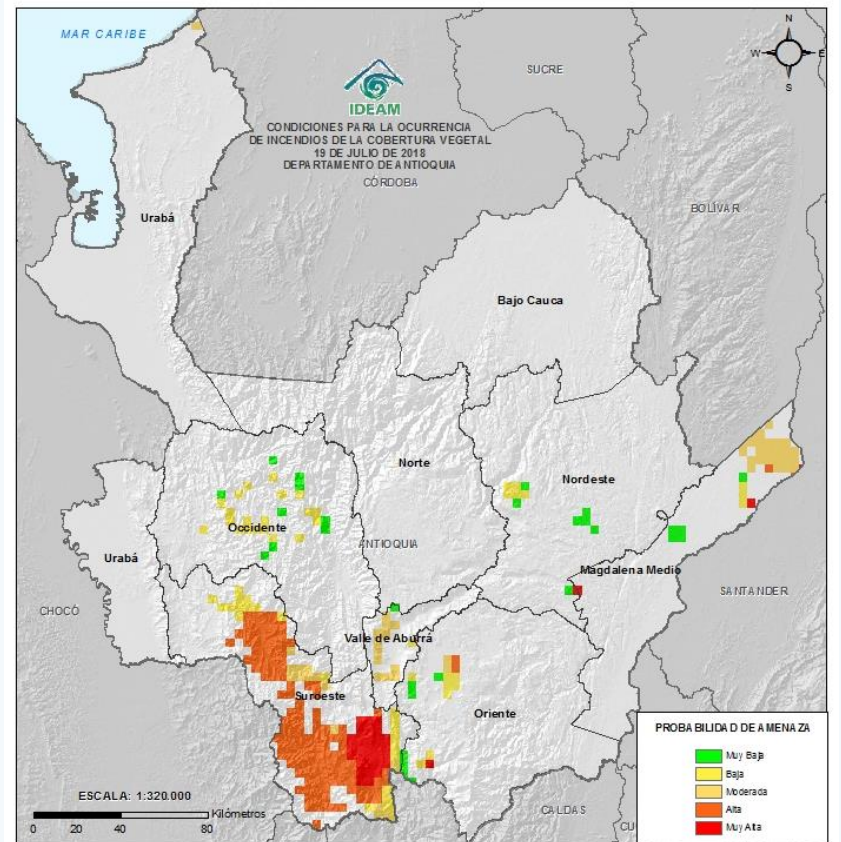 MAR CARIBE
N
W E
S
SUCRE
IDEAM
CONDICIONES PARA LA OCURRENCIA
DE INCENDIOS DE LA COBERTURA VEGETAL
19 DE JULIO DE 2018
DEPARTAMENTO DE ANTIOQUIA
CÓRDOBA
BOLÍVAR
Urabá
Bajo Cauca
Norte
Nordeste
Occidente
ANTIOQUIA
Urabá
Magdalena Medio
SANTANDER
CHOCÓ
Valle de Aburrá
Suroeste
Oriente
PROBABILIDAD DE AMENAZA
Muy Baja
Baja
Moderada
Alta
Muy Alta
ESCALA: 1:320.000
Kilómetros
0 20 40 80
CALDAS
CU